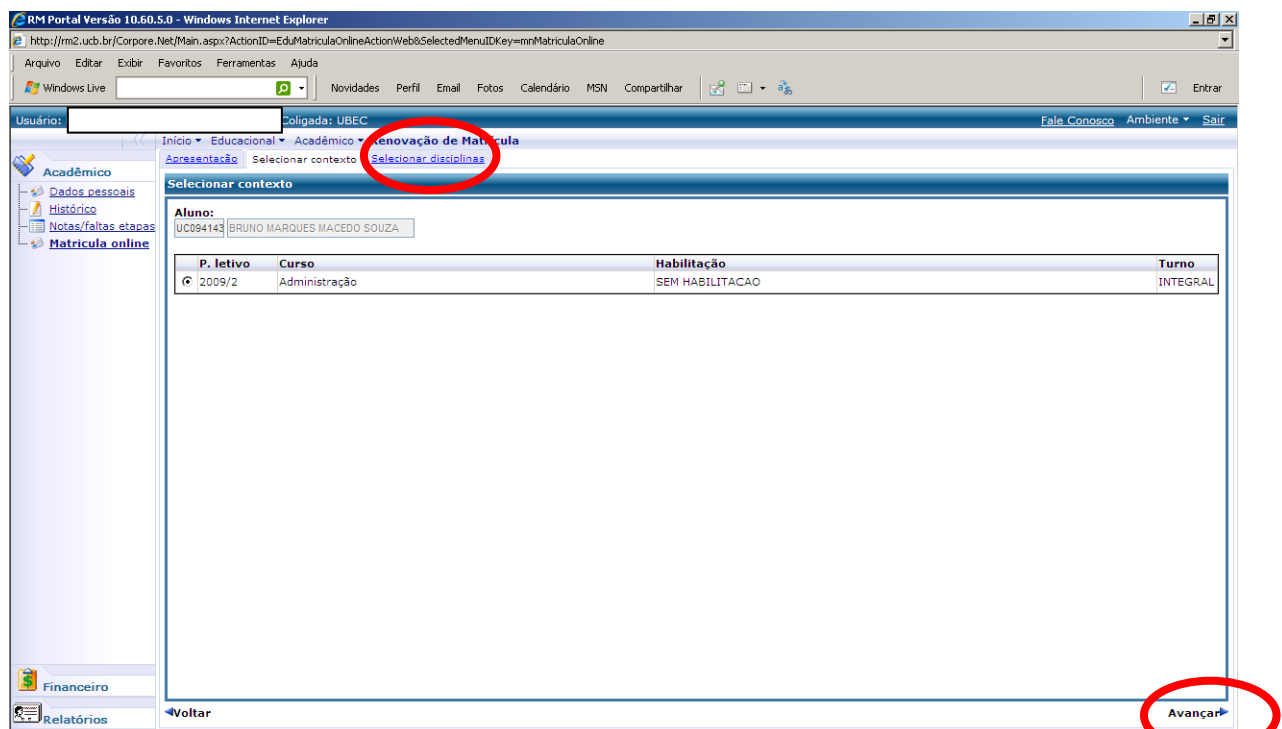 RM Portal Versão 10.60.5.0 - Windows Internet Explorer
http://rm2.ucb.br/Corpore.Net/Main.aspx?ActionID=EduMatriculaOnlineActionWeb&SelectedMenuIDKey=mnMatriculaOnline
Arquivo Editar Exibir Favoritos Ferramentas Ajuda
Windows Live Novidades Perfil Email Fotos Calendário MSN Compartilhar Entrar
Usuário: Coligada: UBEC Fale Conosco Ambiente Sair
Início Educacional Acadêmico Renovação de Matrícula
Apresentacão Selecionar contexto Selecionar disciplinas
Acadêmico
Dados pessoais
Histórico
Notas/faltas etapas
Matricula online
Selecionar contexto
Aluno:
UC094143 BRUNO MARQUES MACEDO SOUZA
P. letivo Curso Habilitação Turno
2009/2 Administração SEM HABILITACAO INTEGRAL
Financeiro
Relatórios
Voltar Avançar